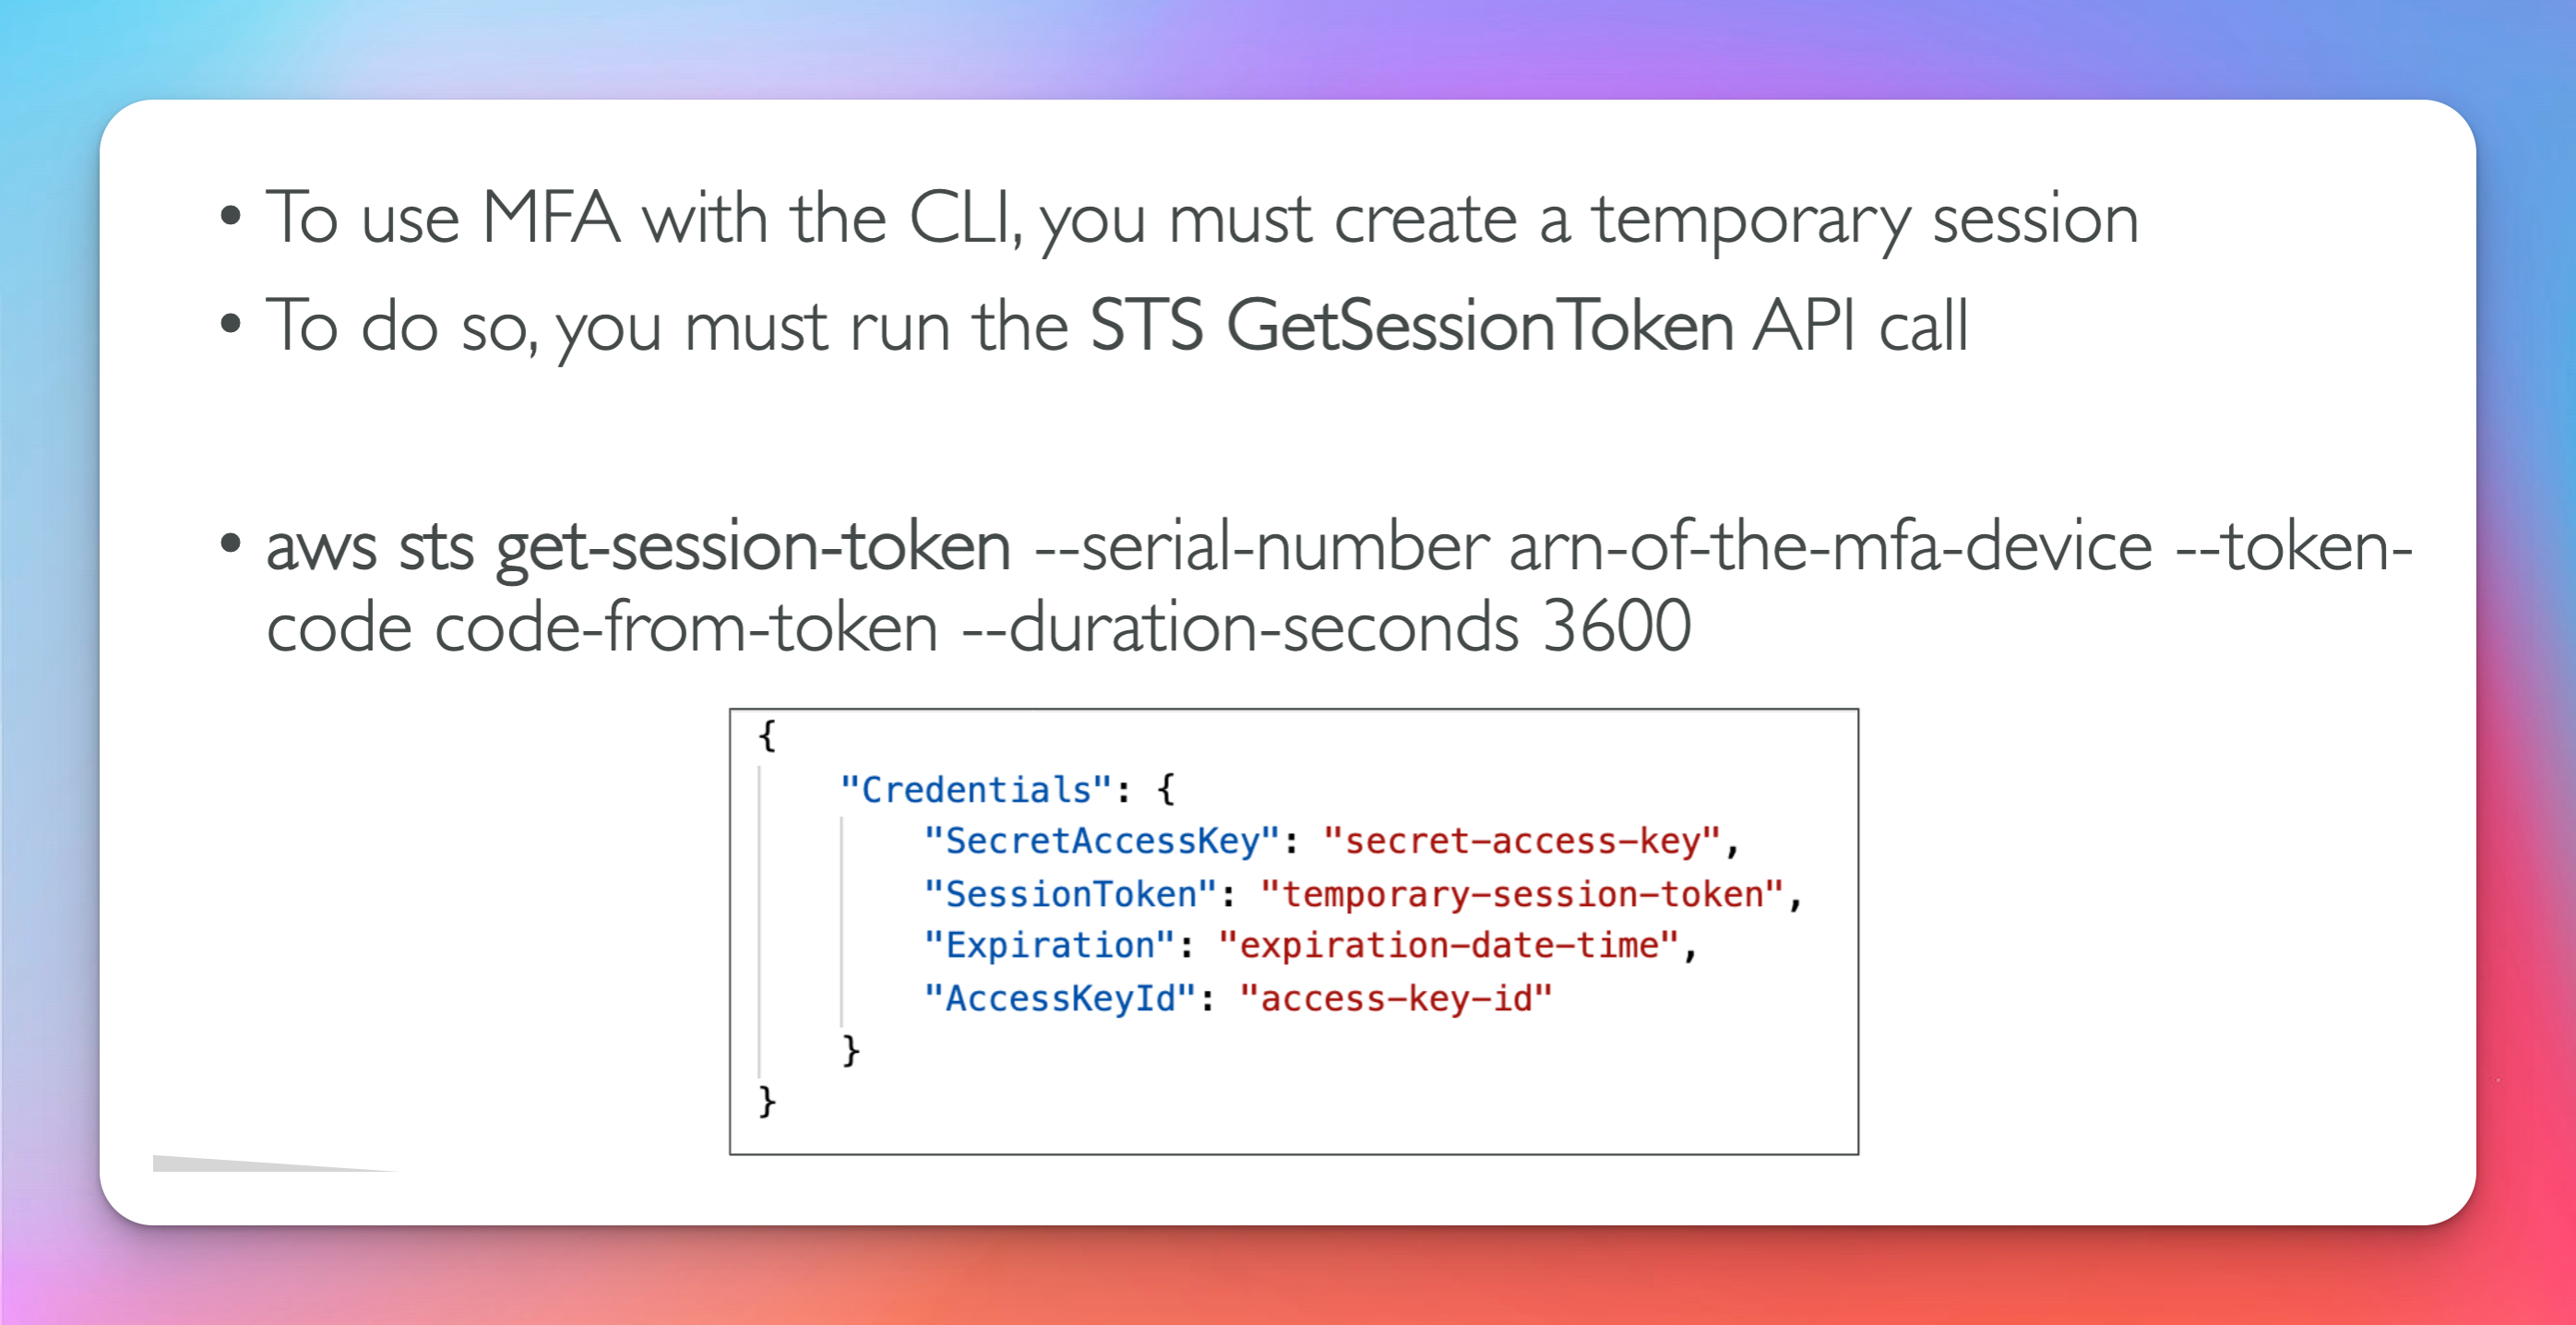 • To use MFA with the CLI, you must create a temporary session
• To do so, you must run the STS GetSessionToken API call
• aws sts get-session-token --serial-number arn-of-the-mfa-device --token-
code code-from-token --duration-seconds 3600
{
"Credentials": {
"SecretAccessKey": "secret-access-key",
"SessionToken": "temporary-session-token",
"Expiration": "expiration-date-time",
"AccessKeyId": "access-key-id"
}
}